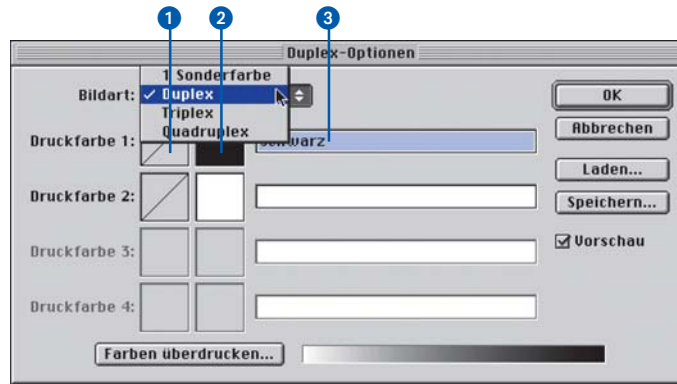 1 2 3
Duplex-Optionen
1 Sonderfarbe
Bildart: ✓ Duplex
Triplex
Quadruplex
Druckfarbe 1: schwarz
Druckfarbe 2:
Druckfarbe 3:
Druckfarbe 4:
Farben überdrucken...
OK
Abbrechen
Laden...
Speichern...
Vorschau